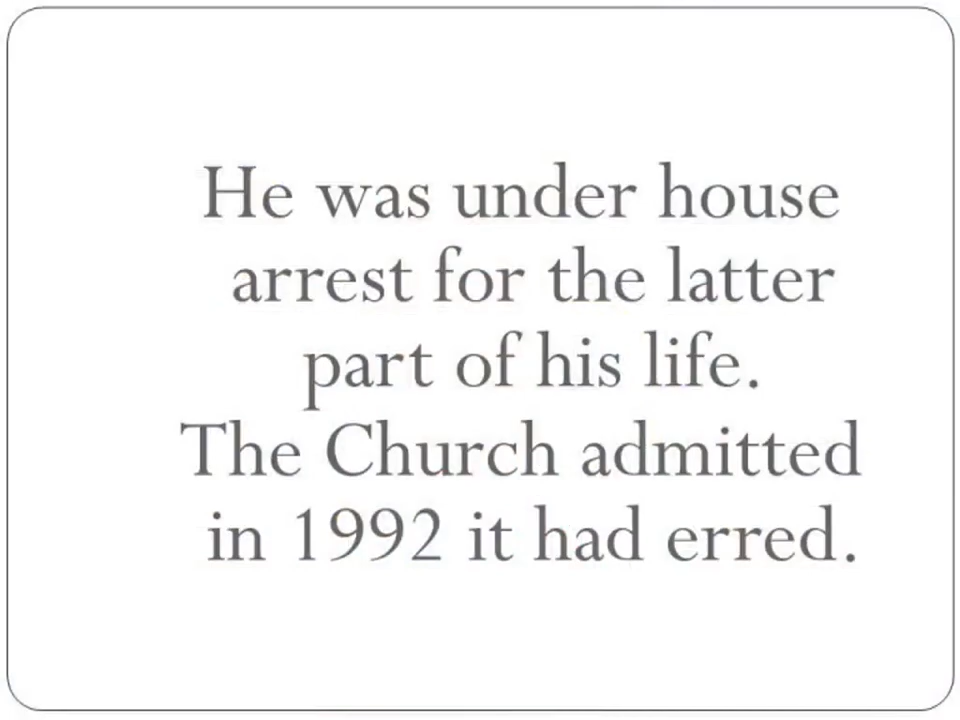 He was under house
arrest for the latter
part of his life.
The Church admitted
in 1992 it had erred.